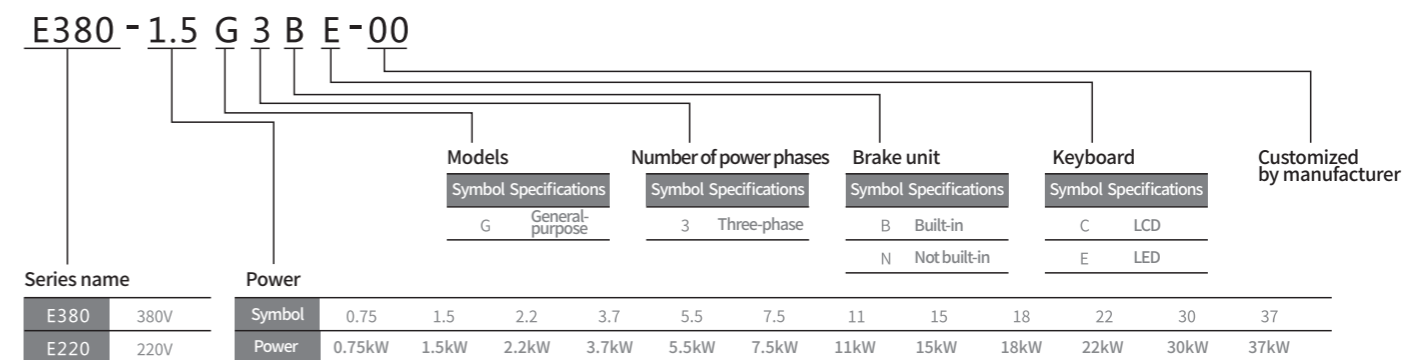 E380-1.5 G 3 B E-00
Models Number of power phases Brake unit Keyboard Customized by manufacturer
Symbol Specifications Symbol Specifications Symbol Specifications Symbol Specifications
G General-purpose 3 Three-phase B Built-in C LCD
N Not built-in E LED
Series name Power
E380 380V Symbol 0.75 1.5 2.2 3.7 5.5 7.5 11 15 18 22 30 37
E220 220V Power 0.75kW 1.5kW 2.2kW 3.7kW 5.5kW 7.5kW 11kW 15kW 18kW 22kW 30kW 37kW